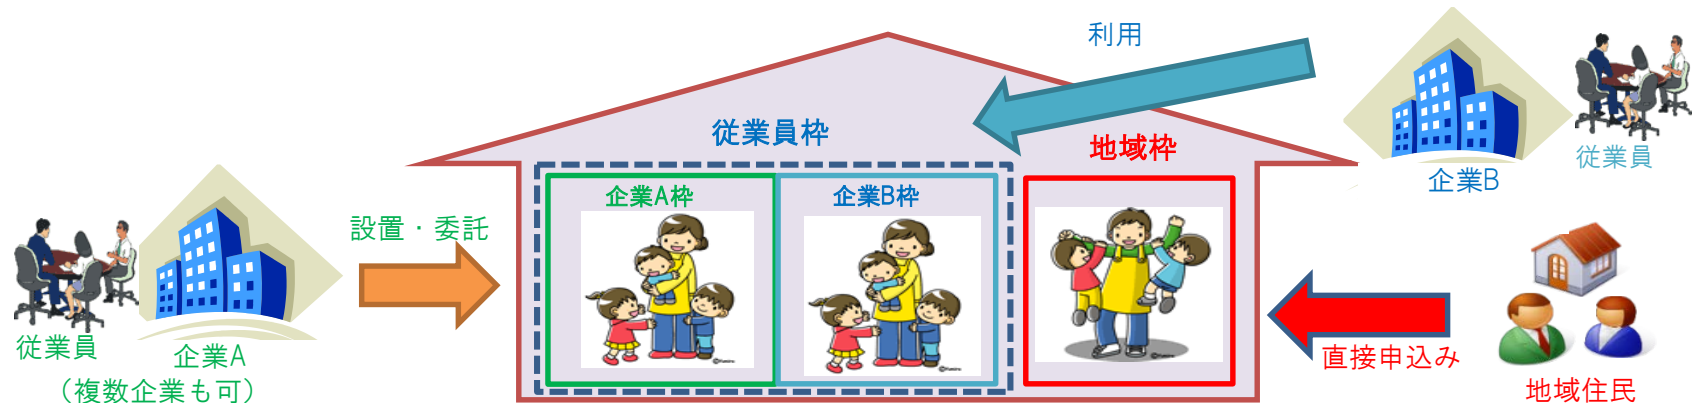 利用
従業員枠
地域枠
従業員
企業B
企業A枠
企業B枠
設置・委託
従業員
企業A
（複数企業も可）
直接申込み
地域住民